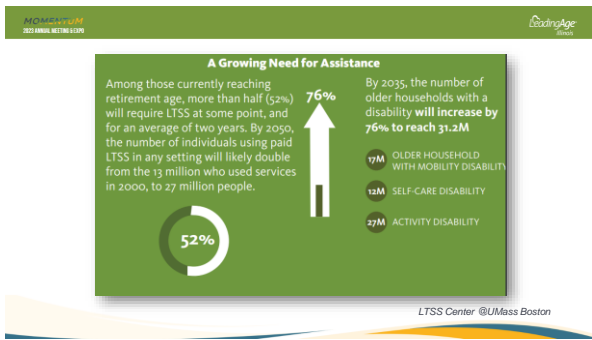 MOMENTUM
2023 ANNUAL MEETING & EXPO
LeadingAge
Illinois
A Growing Need for Assistance
Among those currently reaching
retirement age, more than half (52%)
will require LTSS at some point, and
for an average of two years. By 2050,
the number of individuals using paid
LTSS in any setting will likely double
from the 13 million who used services
in 2000, to 27 million people.
52%
76%
By 2035, the number of
older households with a
disability will increase by
76% to reach 31.2M
17M OLDER HOUSEHOLD
WITH MOBILITY DISABILITY
12M SELF-CARE DISABILITY
27M ACTIVITY DISABILITY
LTSS Center @UMass Boston